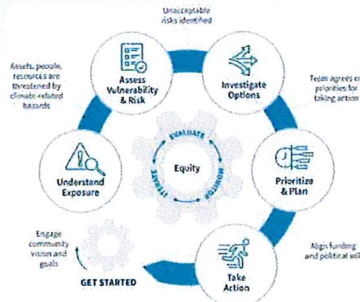 Unacceptable
risks identified
Assess
Vulnerability
& Risk
Investigate
Options
Assets, people,
resources are
threatened by
climate-related
hazards
Team agrees on
priorities for
taking action
EVALUATE
MONITOR
ITERATE
Equity
Understand
Exposure
Prioritize
& Plan
Engage
community
vision and
goals
GET STARTED
Take
Action
Align funding
and political will